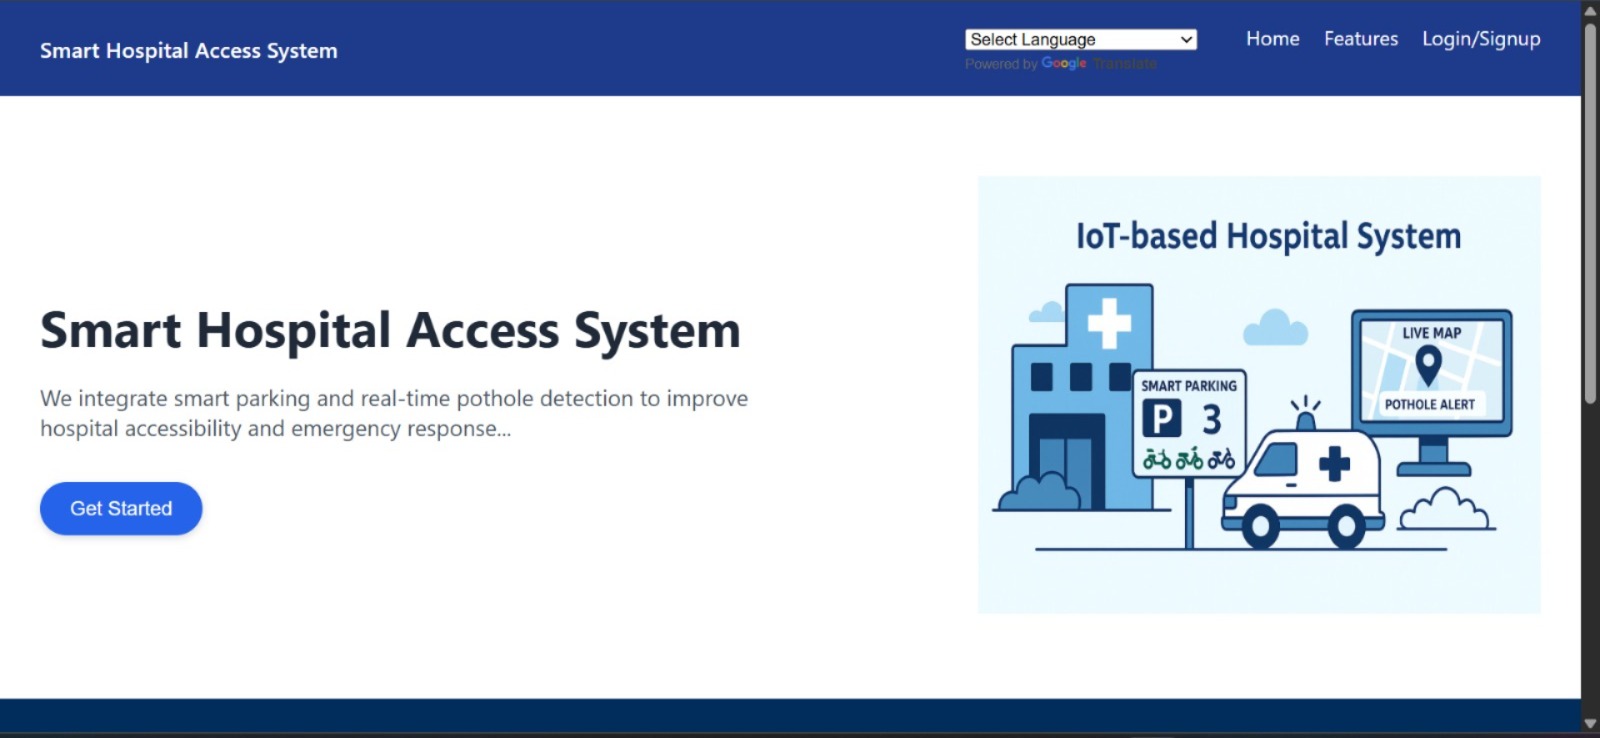 Smart Hospital Access System
Select Language
Powered by Google Translate
Home Features Login/Signup
Smart Hospital Access System
We integrate smart parking and real-time pothole detection to improve
hospital accessibility and emergency response...
Get Started
IoT-based Hospital System
SMART PARKING
P 3
LIVE MAP
POTHOLE ALERT